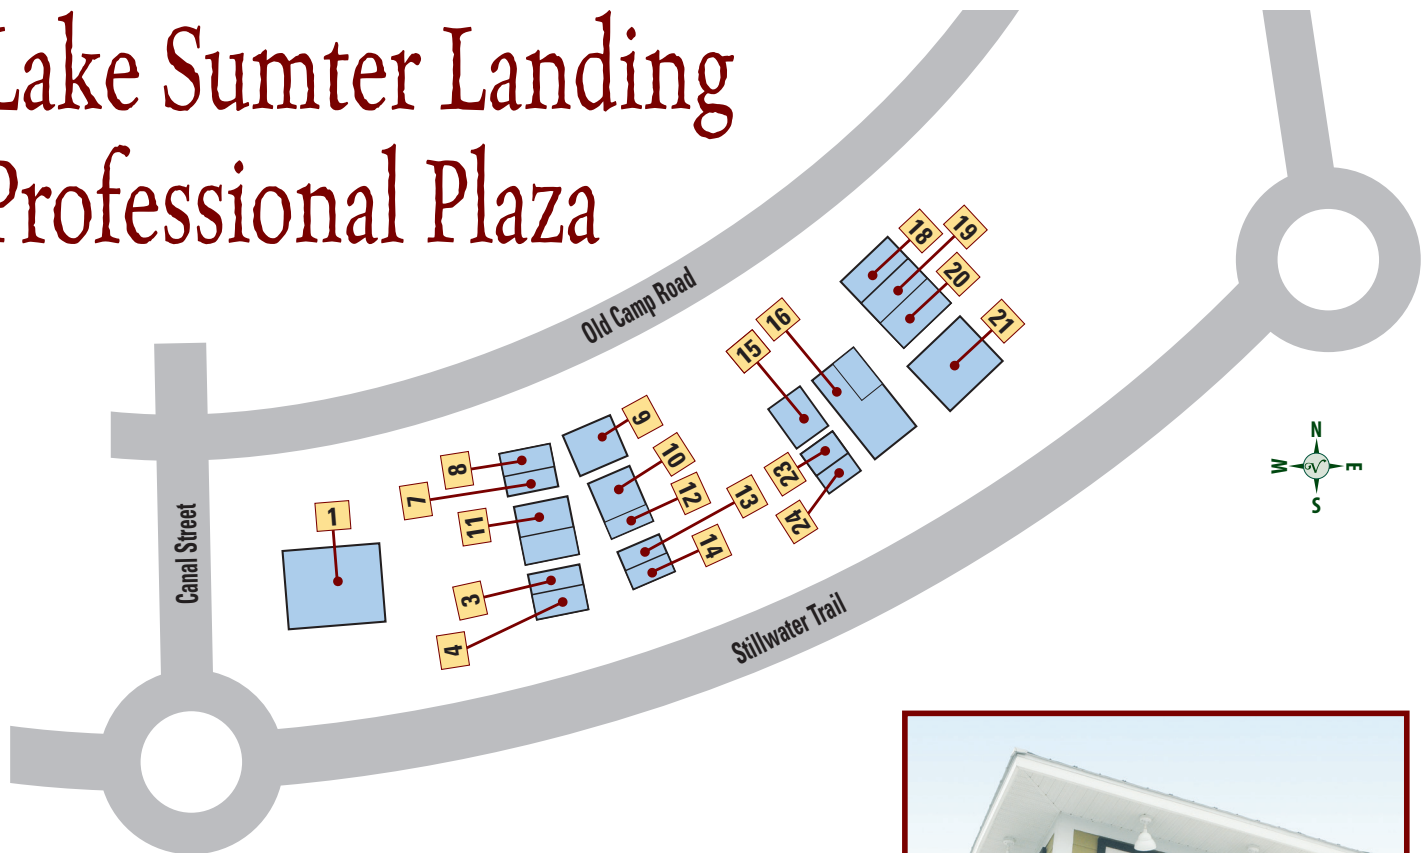 Lake Sumter Landing
Professional Plaza
Old Camp Road
Canal Street
Stillwater Trail
18
19
20
21
16
15
9
10
8
7
12
13
11
14
23
24
1
3
4
N
W
E
S